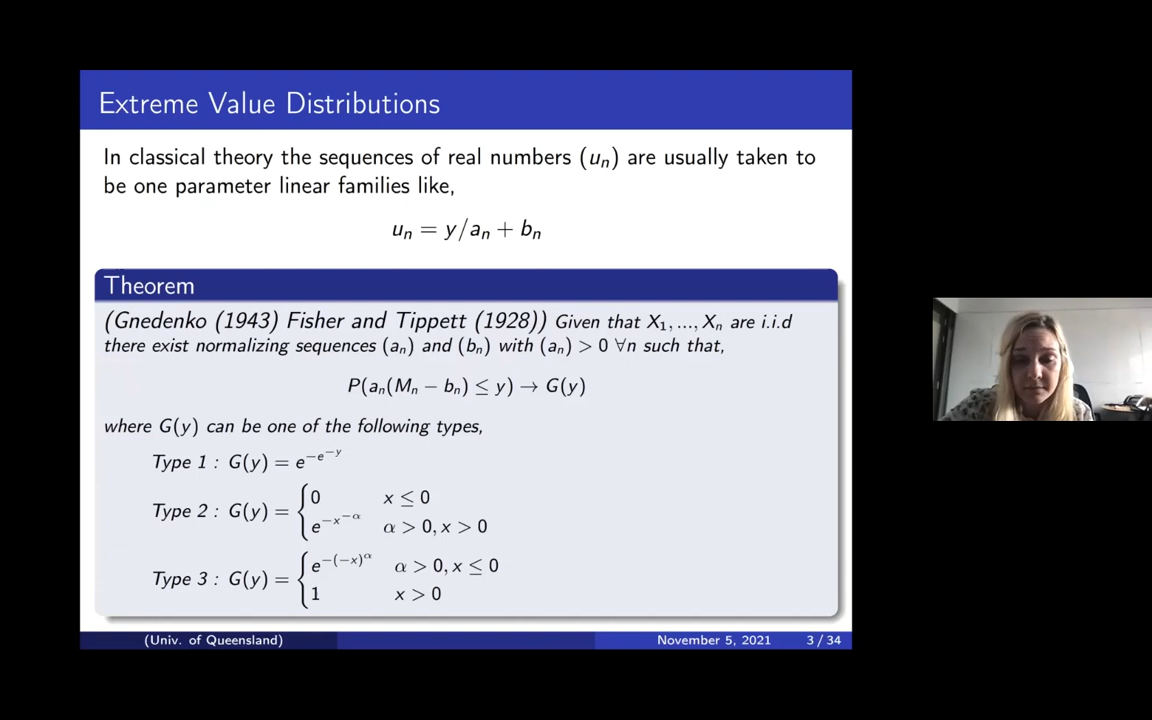 Extreme Value Distributions
In classical theory the sequences of real numbers (uₙ) are usually taken to
be one parameter linear families like,
uₙ = y/aₙ + bₙ
Theorem
(Gnedenko (1943) Fisher and Tippett (1928)) Given that X₁, ..., Xₙ are i.i.d
there exist normalizing sequences (aₙ) and (bₙ) with (aₙ) > 0 ∀n such that,
P(aₙ(Mₙ − bₙ) ≤ y) → G(y)
where G(y) can be one of the following types,
Type 1 : G(y) = e^{−e^{−y}}
Type 2 : G(y) = { 0 x ≤ 0
e^{−x^{−α}} α > 0, x > 0
Type 3 : G(y) = { e^{−(−x)^α} α > 0, x ≤ 0
1 x > 0
(Univ. of Queensland) November 5, 2021 3 / 34